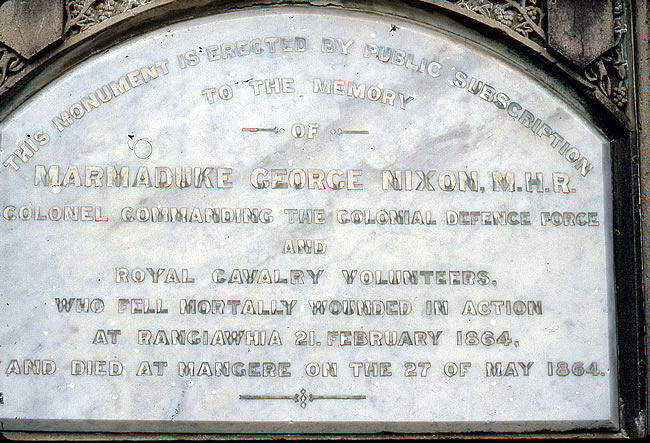 THIS MONUMENT IS ERECTED BY PUBLIC SUBSCRIPTION
TO THE MEMORY
OF
MARMADUKE GEORGE NIXON, M.H.R.
COLONEL COMMANDING THE COLONIAL DEFENCE FORCE
AND
ROYAL CAVALRY VOLUNTEERS,
WHO FELL MORTALLY WOUNDED IN ACTION
AT RANGIAWHIA 21. FEBRUARY 1864,
AND DIED AT MANGERE ON THE 27 OF MAY 1864.